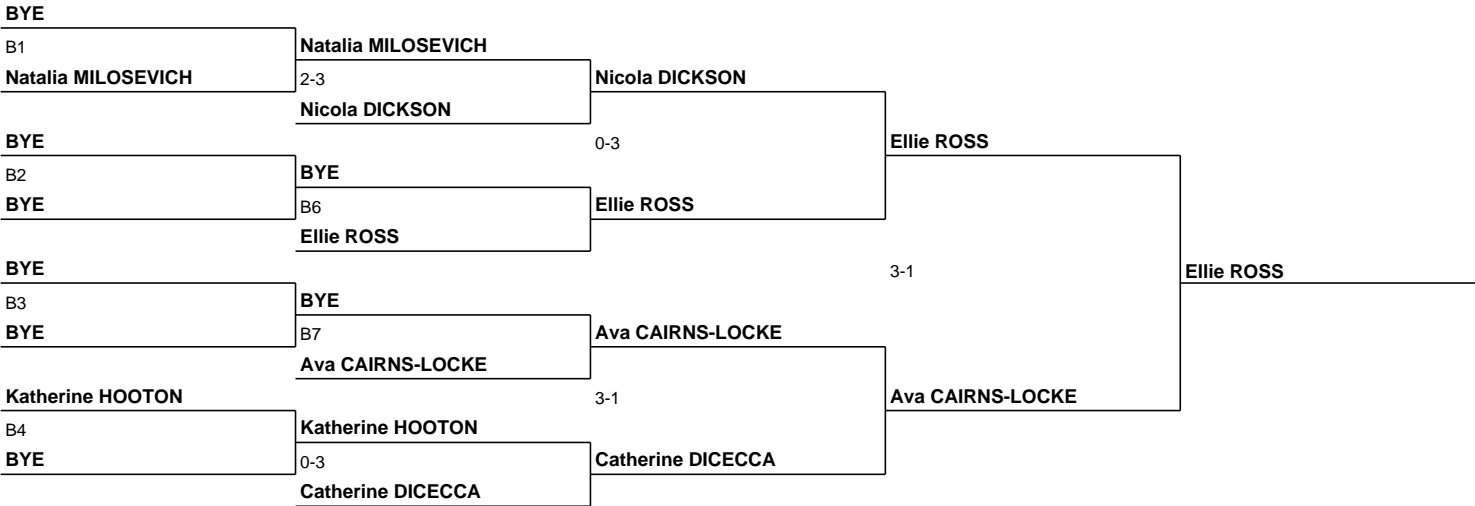 BYE
B1
Natalia MILOSEVICH
Natalia MILOSEVICH
2-3
Nicola DICKSON
Nicola DICKSON
BYE
0-3
Ellie ROSS
B2
BYE
BYE
B6
Ellie ROSS
Ellie ROSS
BYE
3-1
Ellie ROSS
B3
BYE
BYE
B7
Ava CAIRNS-LOCKE
Ava CAIRNS-LOCKE
Katherine HOOTON
3-1
Ava CAIRNS-LOCKE
B4
Katherine HOOTON
BYE
0-3
Catherine DICECCA
Catherine DICECCA